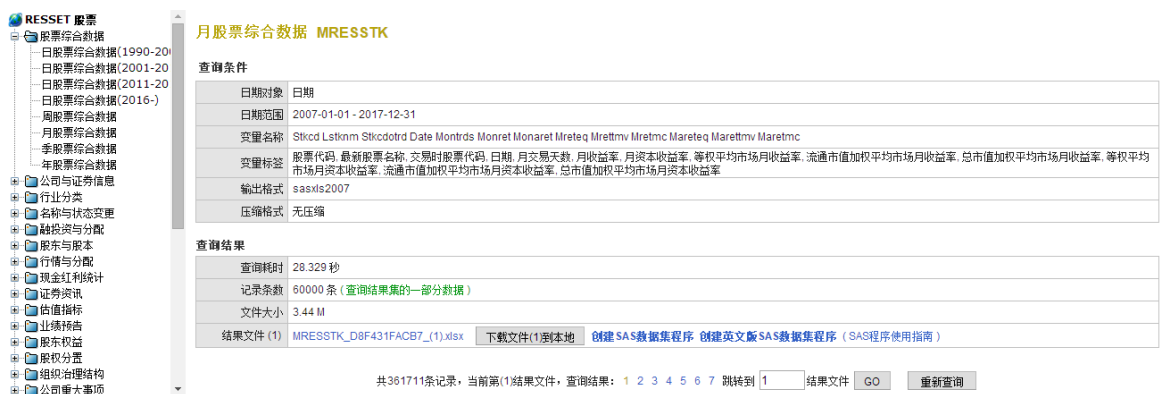 RESSET 股票
股票综合数据
日股票综合数据(1990-200
日股票综合数据(2001-20
日股票综合数据(2011-20
日股票综合数据(2016-)
周股票综合数据
月股票综合数据
季股票综合数据
年股票综合数据
公司与证券信息
行业分类
名称与状态变更
融投资与分配
股东与股本
行情与分配
现金红利统计
证券资讯
估值指标
业绩预告
股东权益
股权分置
组织治理结构
公司重大事项
月股票综合数据 MRESSTK
查询条件
日期对象 日期
日期范围 2007-01-01 - 2017-12-31
变量名称 Stkcd Lstknm Stkcdotrd Date Montrds Monret Monaret Mreteq Mrettmv Mretmc Mareteq Marettmv Maretmc
变量标签 股票代码, 最新股票名称, 交易时股票代码, 日期, 月交易天数, 月收益率, 月资本收益率, 等权平均市场月收益率, 流通市值加权平均市场月收益率, 总市值加权平均市场月收益率, 等权平均
市场月资本收益率, 流通市值加权平均市场月资本收益率, 总市值加权平均市场月资本收益率
输出格式 sasxls2007
压缩格式 无压缩
查询结果
查询耗时 28.329 秒
记录条数 60000 条 ( 查询结果集的一部分数据 )
文件大小 3.44 M
结果文件 (1) MRESSTK_D8F431FACB7_(1).xlsx 下载文件(1)到本地 创建SAS数据集程序 创建英文版SAS数据集程序 ( SAS程序使用指南 )
共361711条记录，当前第(1)结果文件，查询结果： 1 2 3 4 5 6 7 跳转到 1 结果文件 GO 重新查询